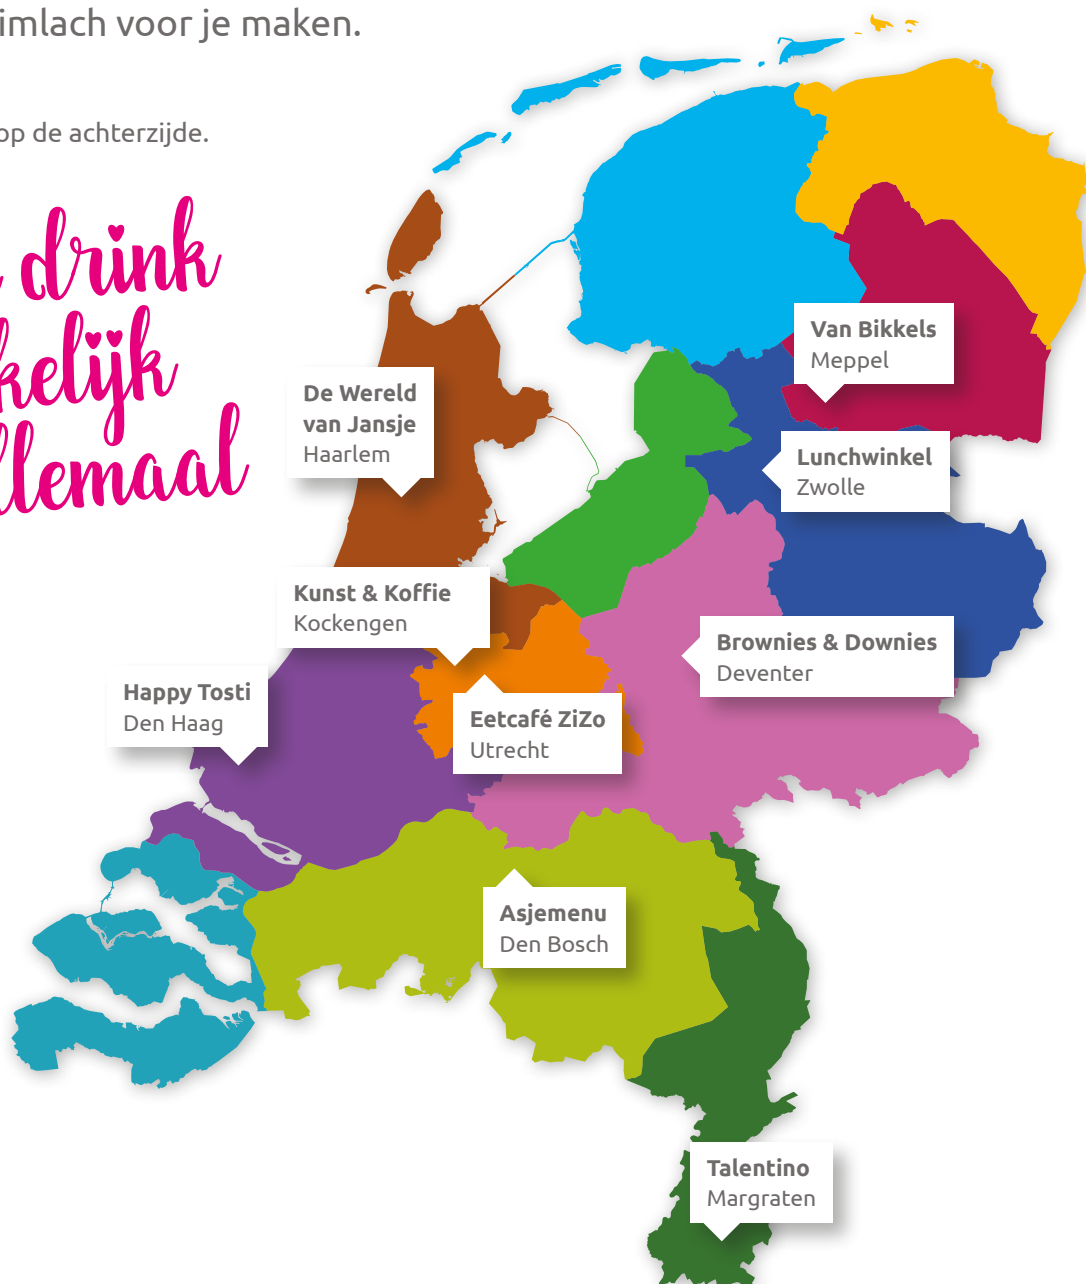 imlach voor je maken.
op de achterzijde.
drink
kelijk
llemaal
Van Bikkels
Meppel
De Wereld
van Jansje
Haarlem
Lunchwinkel
Zwolle
Kunst & Koffie
Kockengen
Brownies & Downies
Deventer
Happy Tosti
Den Haag
Eetcafé ZiZo
Utrecht
Asjemenu
Den Bosch
Talentino
Margraten